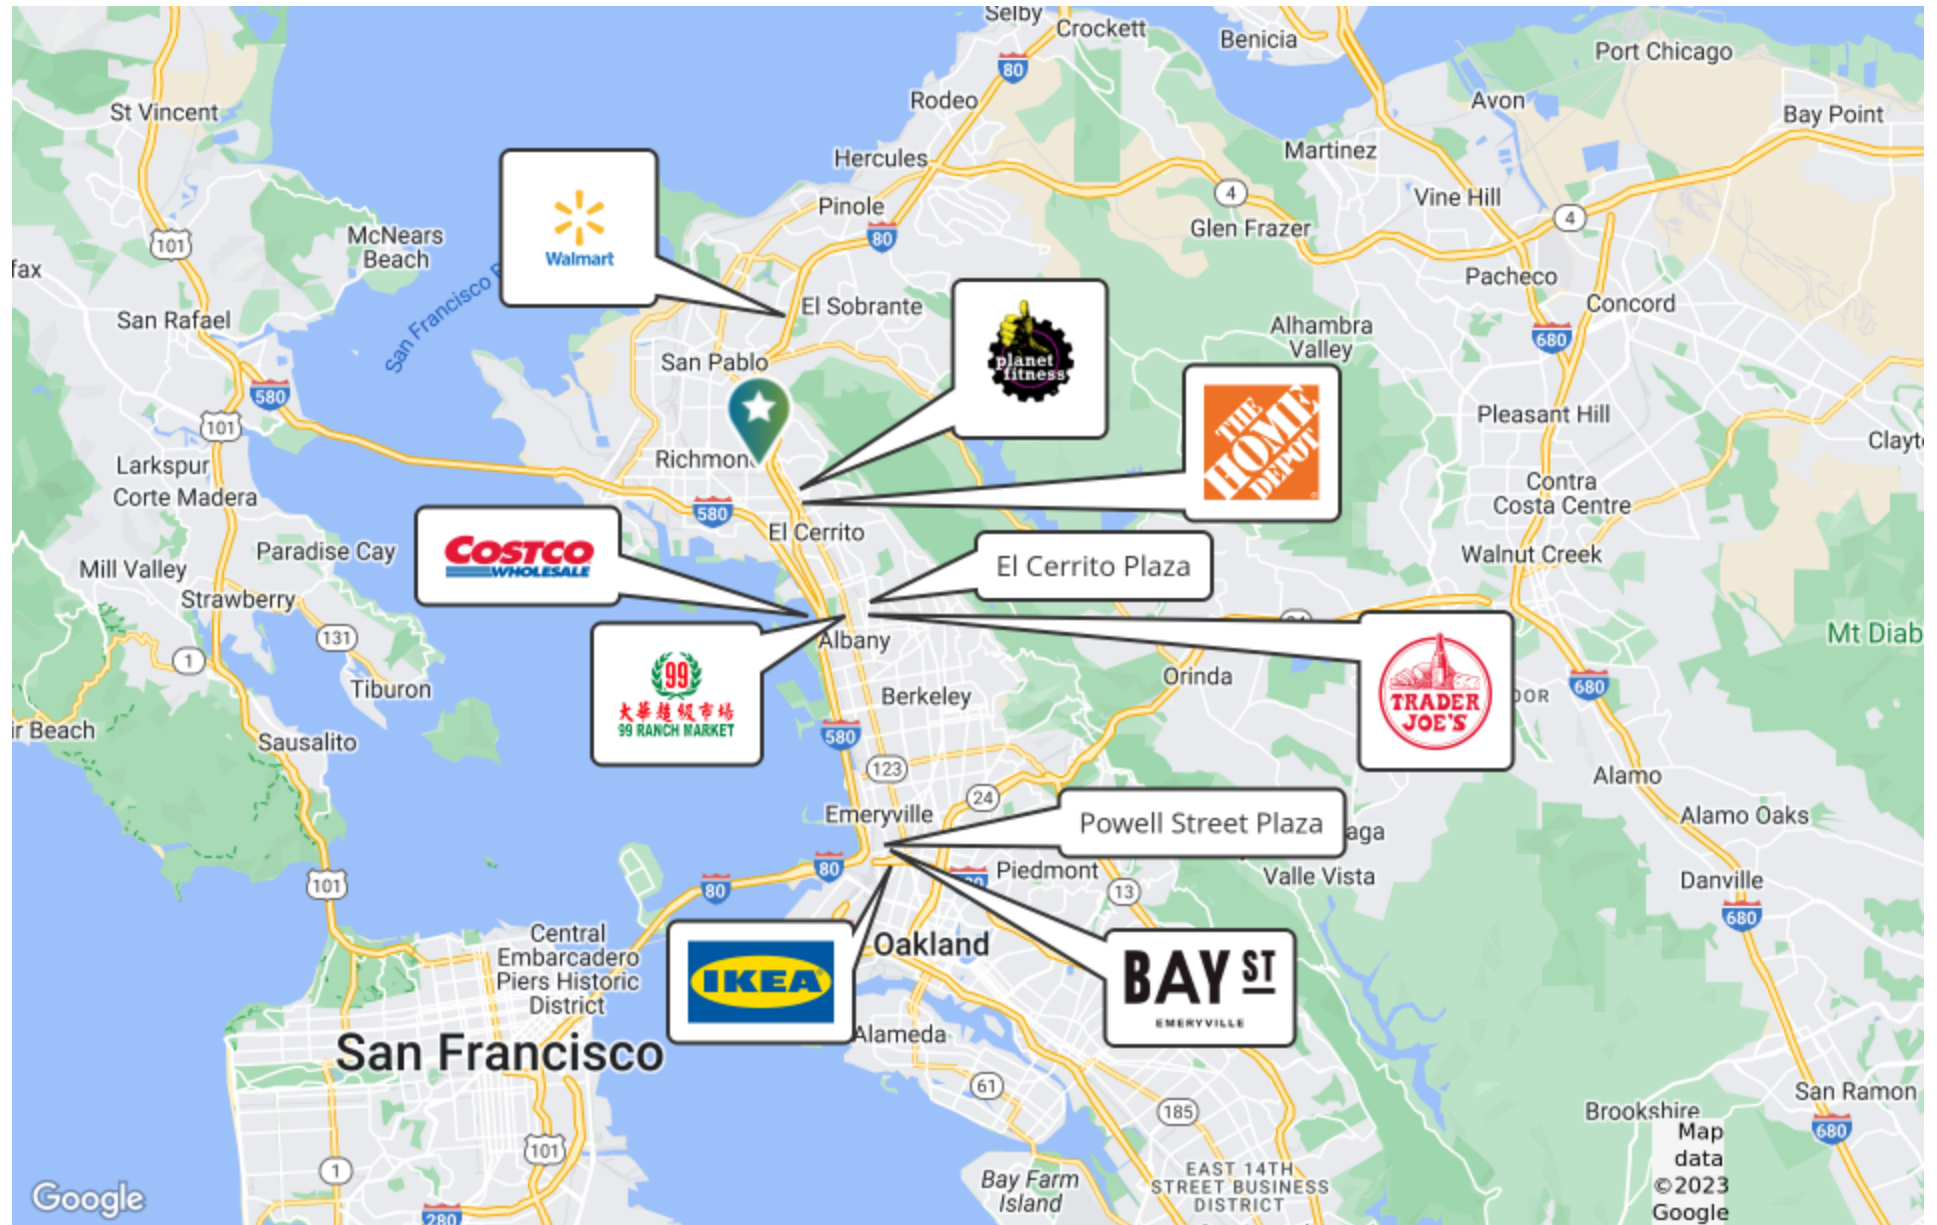 Selby
Crockett
Benicia
Port Chicago
80
St Vincent
Rodeo
Avon
Bay Point
Hercules
Martinez
4
Vine Hill
Pinole
4
101
McNears
Beach
80
Glen Frazer
fax
Walmart
Pacheco
San Francisco
El Sobrante
Concord
San Rafael
Alhambra
Valley
680
San Pablo
planet
fitness
580
THE
HOME
DEPOT
Pleasant Hill
101
Clayt
Larkspur
Richmon
Corte Madera
Contra
Costa Centre
580
El Cerrito
COSTCO
WHOLESALE
Paradise Cay
Mill Valley
El Cerrito Plaza
Walnut Creek
Strawberry
131
Albany
Mt Diab
1
99
大華超級市場
99 RANCH MARKET
Tiburon
Berkeley
Orinda
680
TRADER
JOE'S
ir Beach
Sausalito
580
123
24
Alamo
Emeryville
Powell Street Plaza
aga
Alamo Oaks
80
80
101
Piedmont
13
Valle Vista
Danville
680
Central
Embarcadero
Piers Historic
District
Oakland
IKEA
BAY ST
EMERYVILLE
Alameda
San Francisco
61
185
San Ramon
Brookshire
680
101
1
EAST 14TH
STREET BUSINESS
DISTRICT
Bay Farm
Island
280
Google
Map
data
©2023
Google